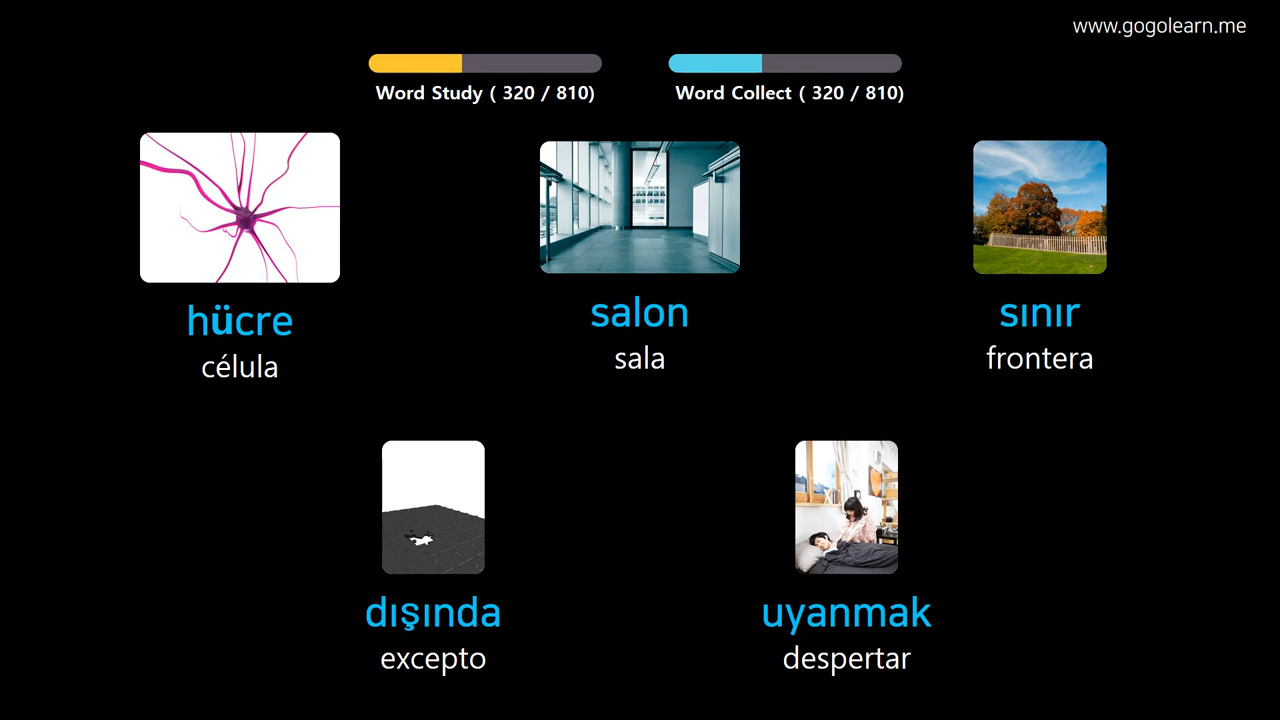 www.gogolearn.me
Word Study ( 320 / 810)
Word Collect ( 320 / 810)
hücre
célula
salon
sala
sınır
frontera
dışında
excepto
uyanmak
despertar